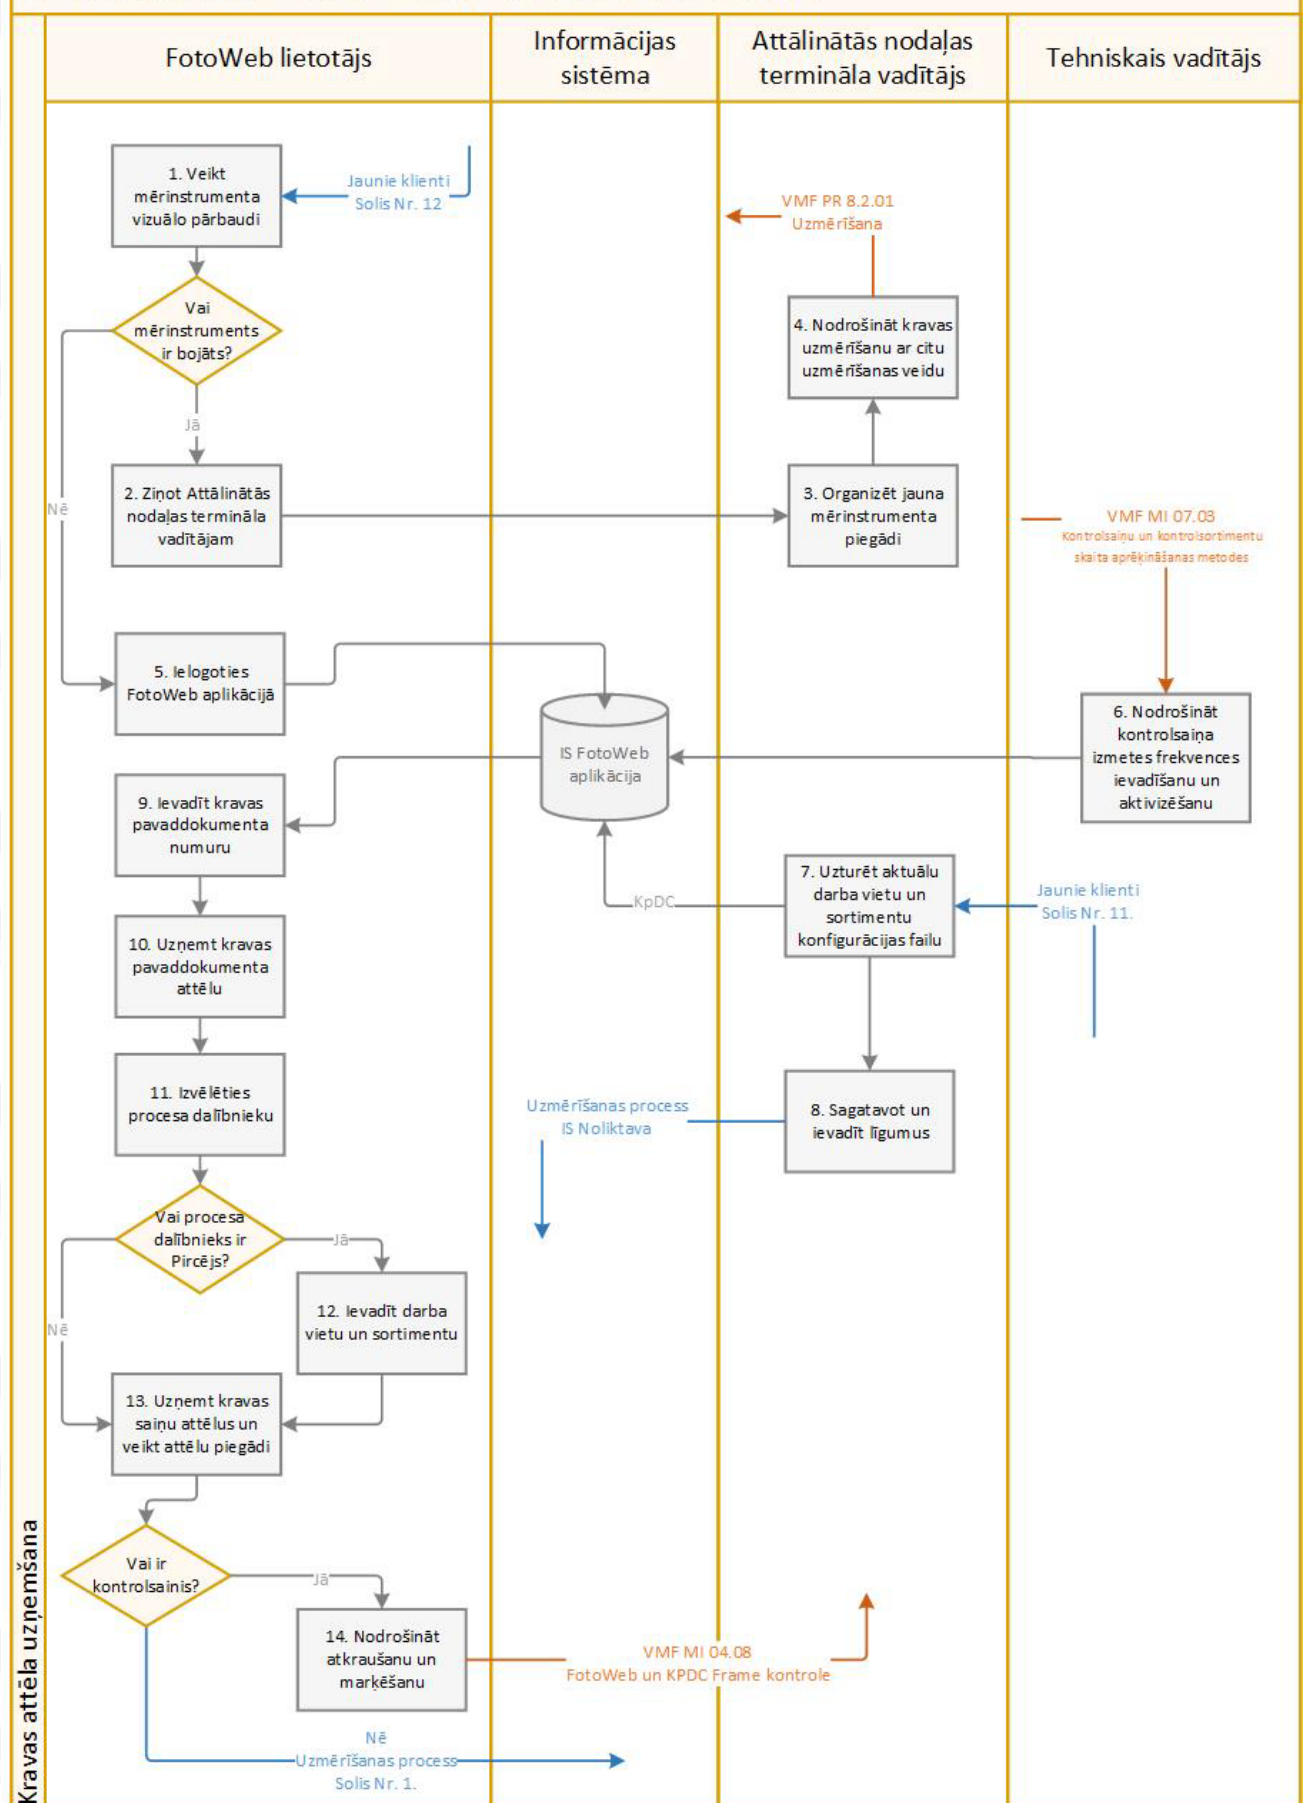 FotoWeb lietotājs
Informācijas
sistēma
Attālinātās nodaļas
termināla vadītājs
Tehniskais vadītājs
1. Veikt
mērinstrumenta
vizuālo pārbaudi
Jaunie klienti
Solis Nr. 12
VMF PR 8.2.01
Uzmērīšana
Vai
mērinstruments
ir bojāts?
4. Nodrošināt kravas
uzmērīšanu ar citu
uzmērīšanas veidu
Jā
Nē
2. Ziņot Attālinātās
nodaļas termināla
vadītājam
3. Organizēt jauna
mērinstrumenta
piegādi
VMF MI 07.03
Kontrolsaiņu un kontrolsortimentu
skaita aprēķināšanas metodes
5. Ielogoties
FotoWeb aplikācijā
IS FotoWeb
aplikācija
6. Nodrošināt
kontrolsaiņa
izmetes frekvences
ievadīšanu un
aktivizēšanu
9. Ievadīt kravas
pavaddokumenta
numuru
7. Uzturēt aktuālu
darba vietu un
sortimentu
konfigurācijas failu
KpDC
Jaunie klienti
Solis Nr. 11.
10. Uzņemt kravas
pavaddokumenta
attēlu
11. Izvēlēties
procesa dalībnieku
Uzmērīšanas process
IS Noliktava
8. Sagatavot un
ievadīt līgumus
Vai procesa
dalībnieks ir
Pircējs?
Jā
Nē
12. Ievadīt darba
vietu un sortimentu
13. Uzņemt kravas
saiņu attēlus un
veikt attēlu piegādi
Vai ir
kontrolsainis?
Jā
14. Nodrošināt
atkraušanu un
marķēšanu
VMF MI 04.08
FotoWeb un KPDC Frame kontrole
Nē
Uzmērīšanas process
Solis Nr. 1.
Kravas attēla uzņemšana